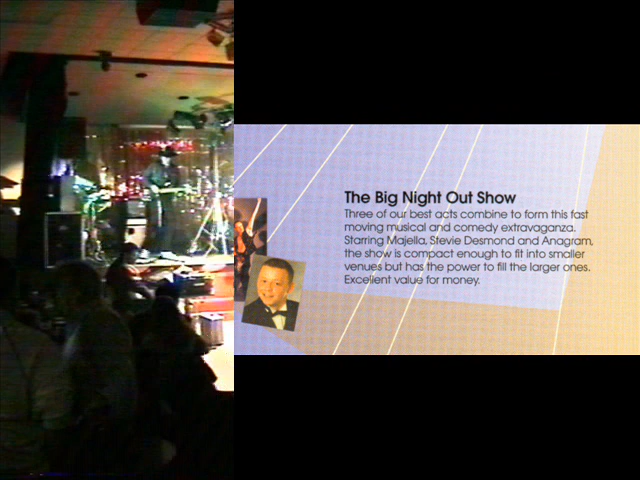 The Big Night Out Show
Three of our best acts combine to form this fast
moving musical and comedy extravaganza.
Starring Majella, Stevie Desmond and Anagram,
the show is compact enough to fit into smaller
venues but has the power to fill the larger ones.
Excellent value for money.